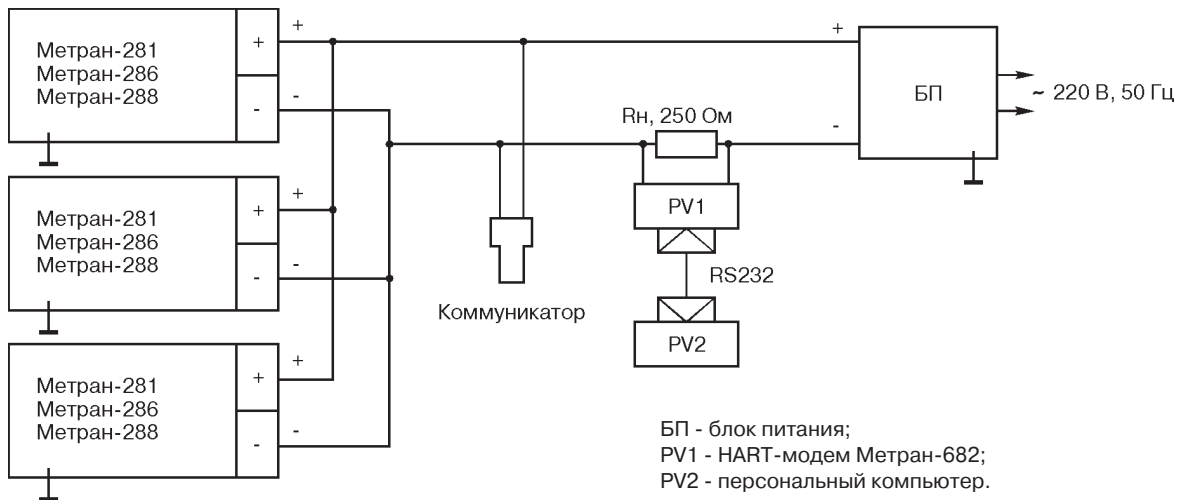 Метран-281
Метран-286
Метран-288
+
-
+
-
Метран-281
Метран-286
Метран-288
+
-
+
-
Метран-281
Метран-286
Метран-288
+
-
+
-
Коммуникатор
Rн, 250 Ом
PV1
RS232
PV2
+
-
БП
~ 220 В, 50 Гц
БП - блок питания;
PV1 - HART-модем Метран-682;
PV2 - персональный компьютер.